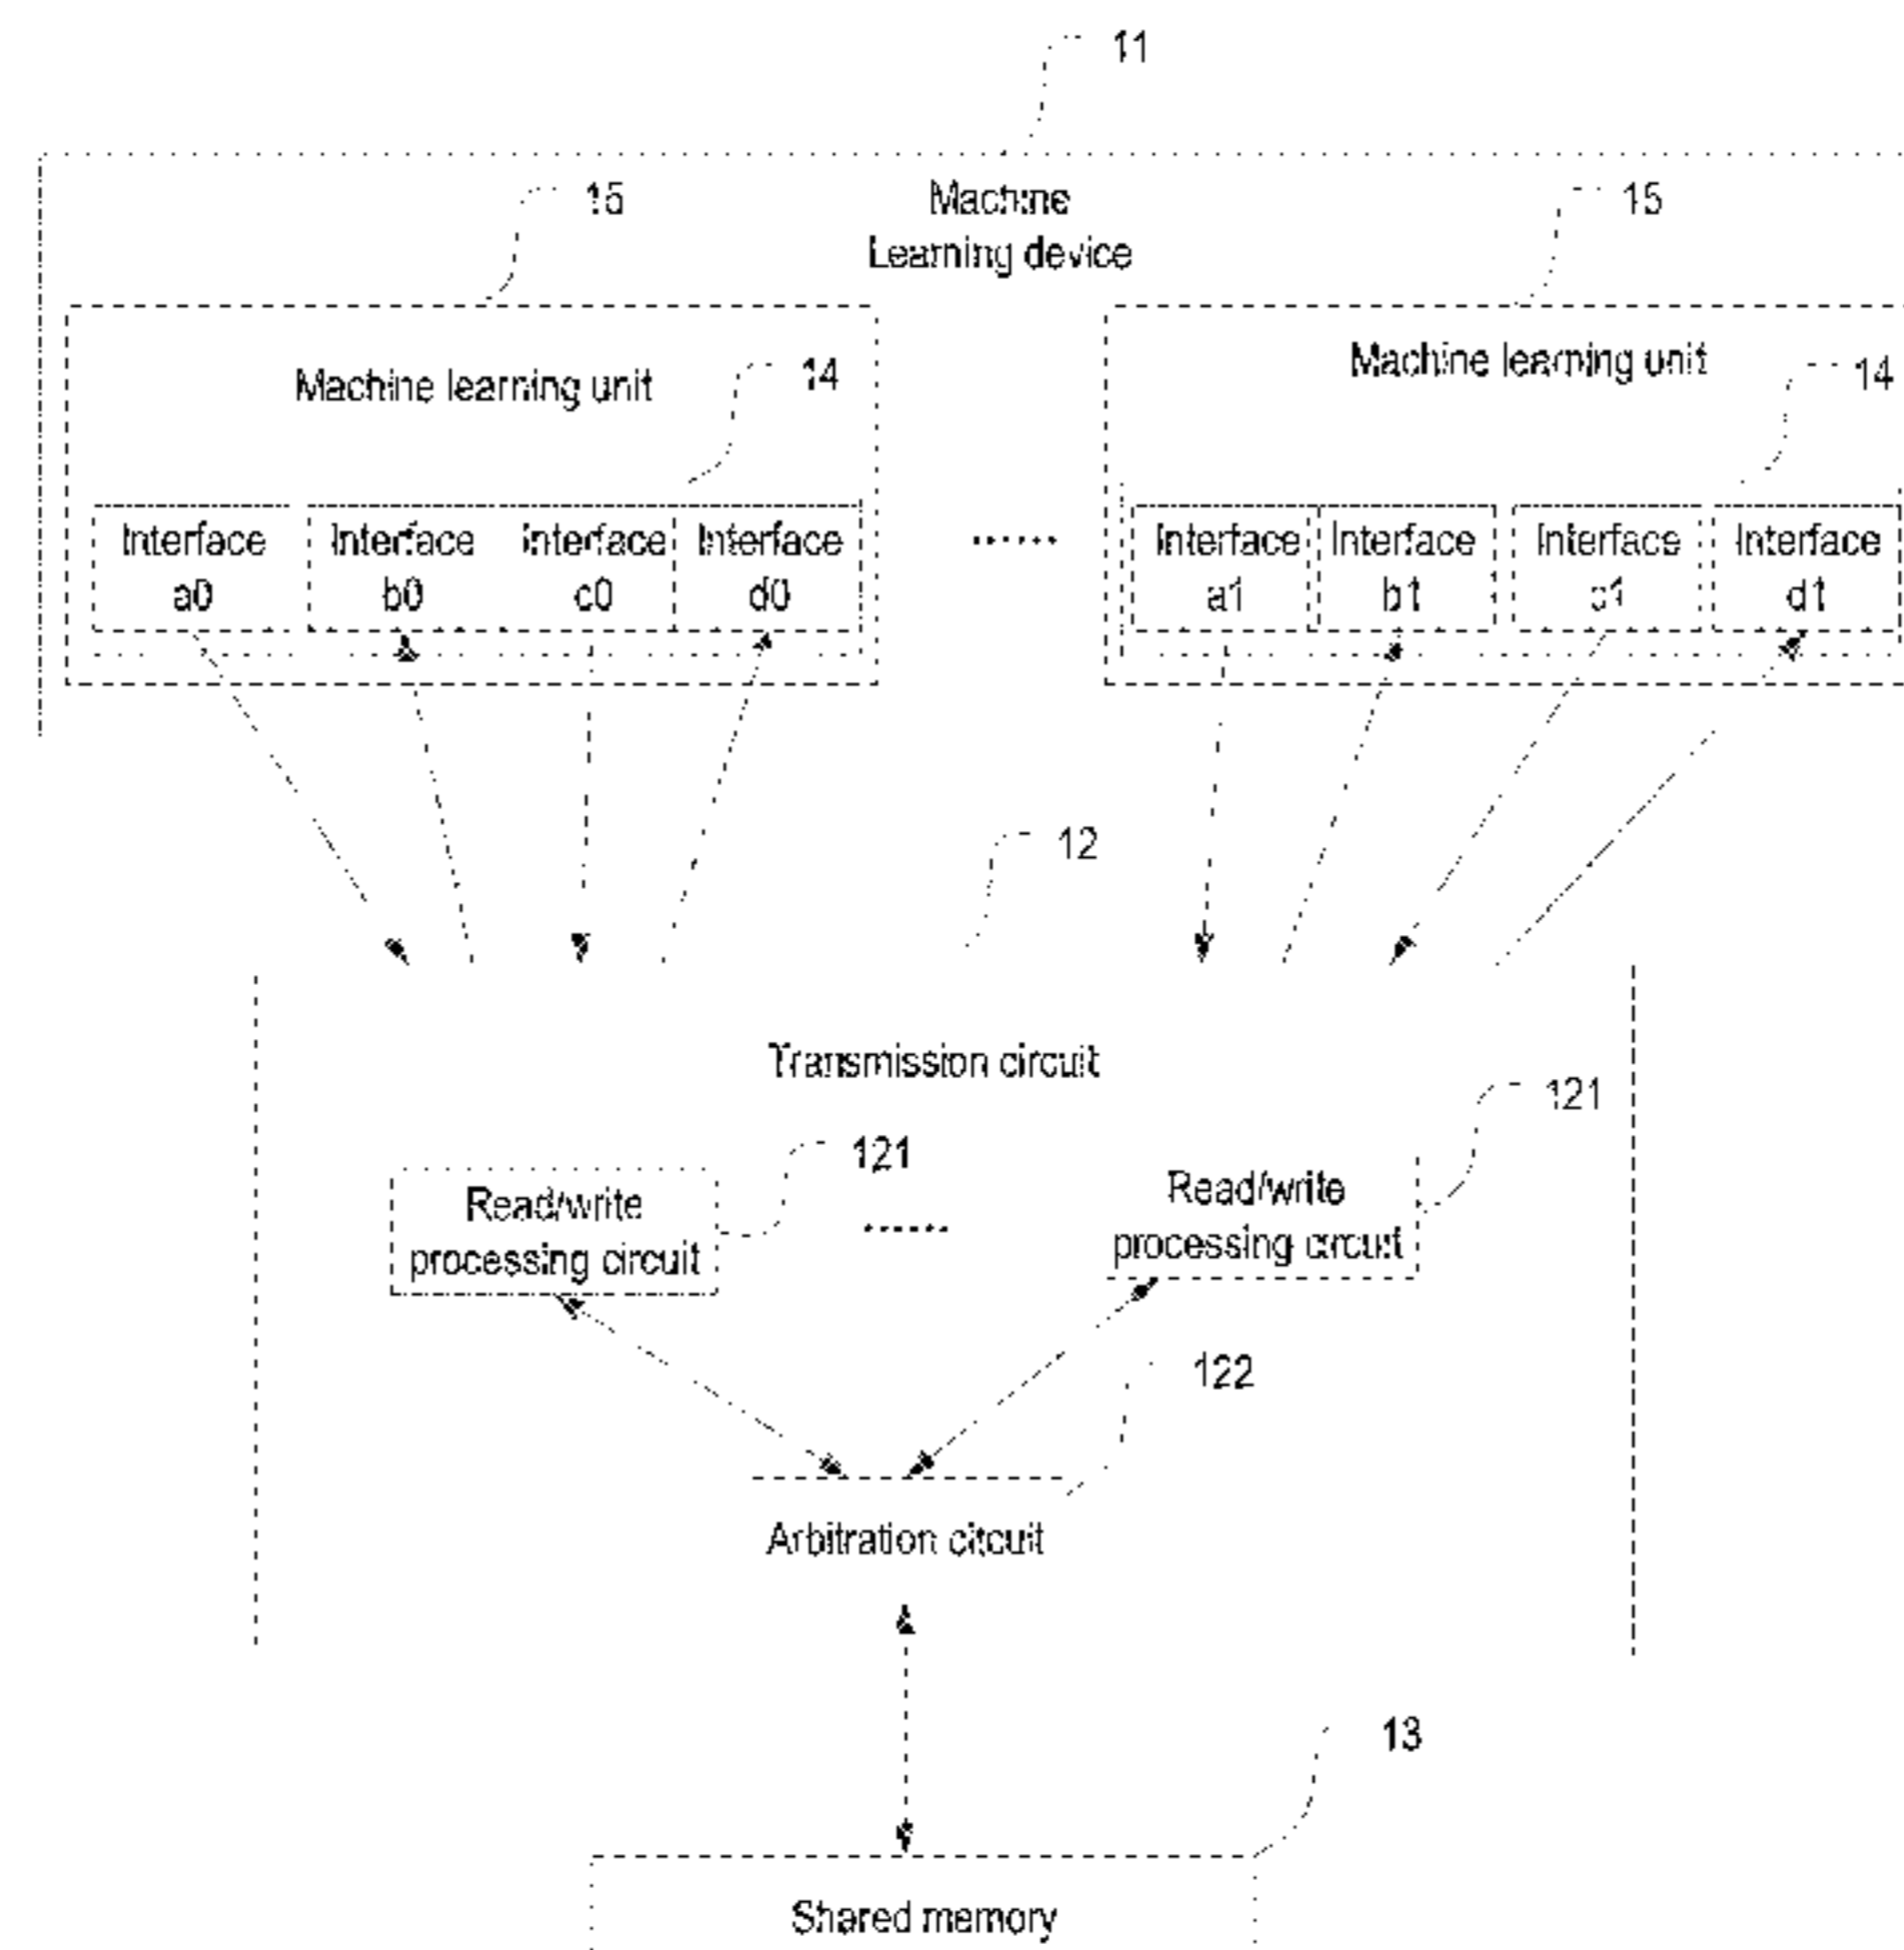 11
15
Machine
Learning device
15
Machine learning unit
14
Machine learning unit
14
Interface
a0
Interface
b0
Interface
c0
Interface
d0
......
Interface
a1
Interface
b1
Interface
c1
Interface
d1
12
Transmission circuit
121
Read/write
processing circuit
......
121
Read/write
processing circuit
122
Arbitration circuit
13
Shared memory